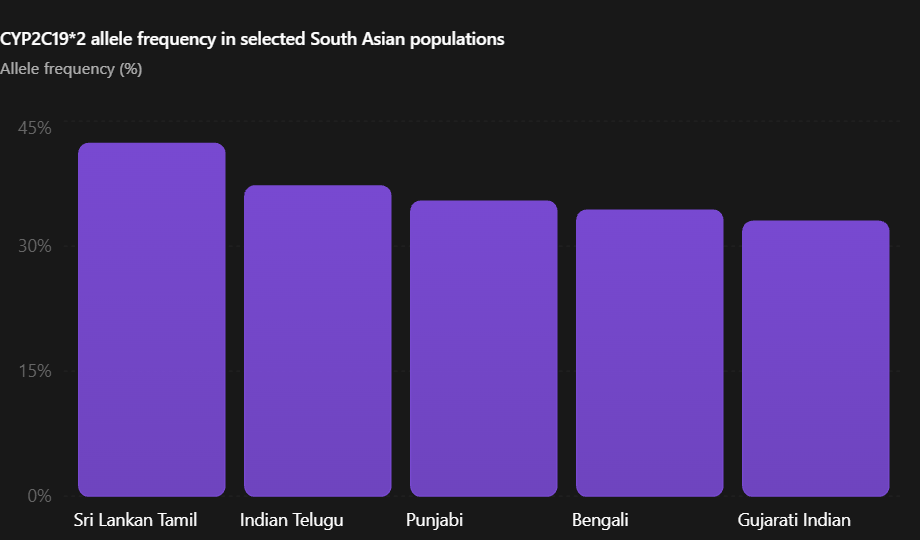 CYP2C19*2 allele frequency in selected South Asian populations
Allele frequency (%)
45%
30%
15%
0%
Sri Lankan Tamil
Indian Telugu
Punjabi
Bengali
Gujarati Indian